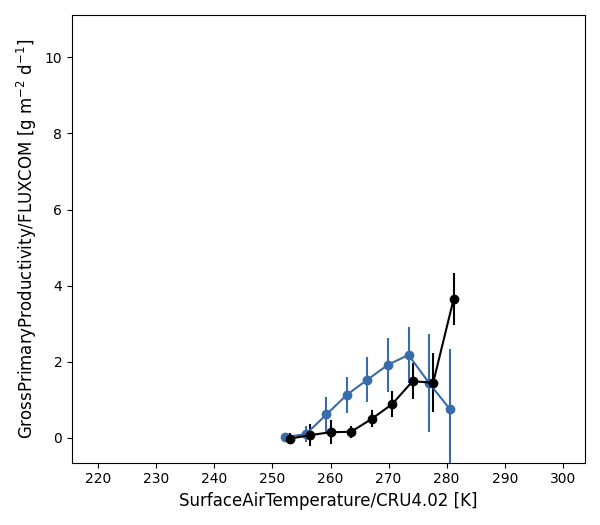 GrossPrimaryProductivity/FLUXCOM [g m⁻² d⁻¹]
10
8
6
4
2
0
220 230 240 250 260 270 280 290 300
SurfaceAirTemperature/CRU4.02 [K]